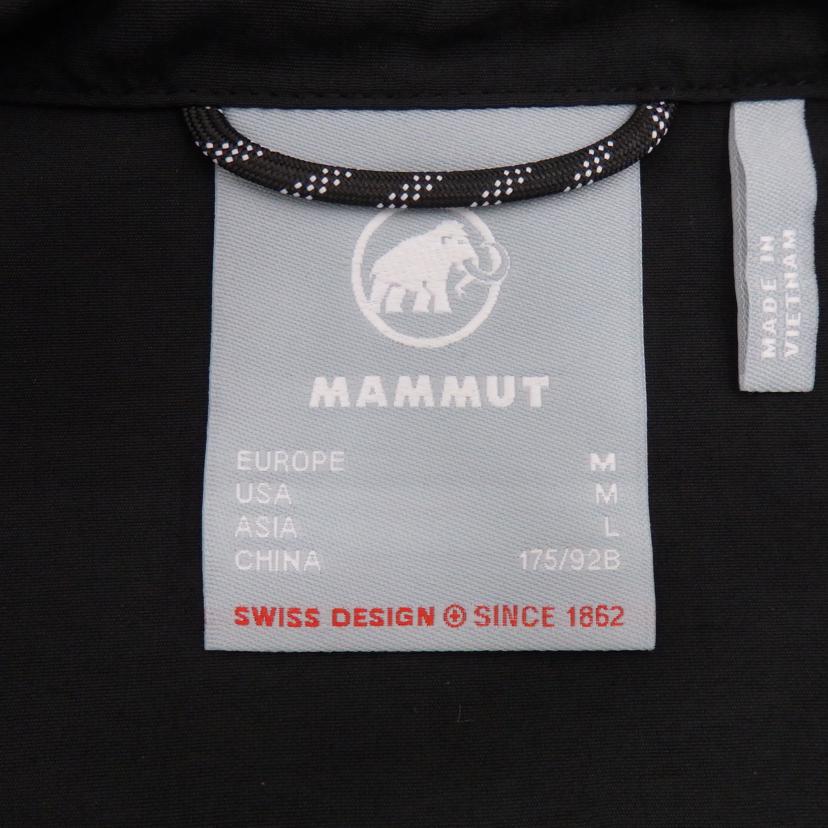 MAMMUT
EUROPE M
USA M
ASIA L
CHINA 175/92B
SWISS DESIGN SINCE 1862
MADE IN
VIETNAM